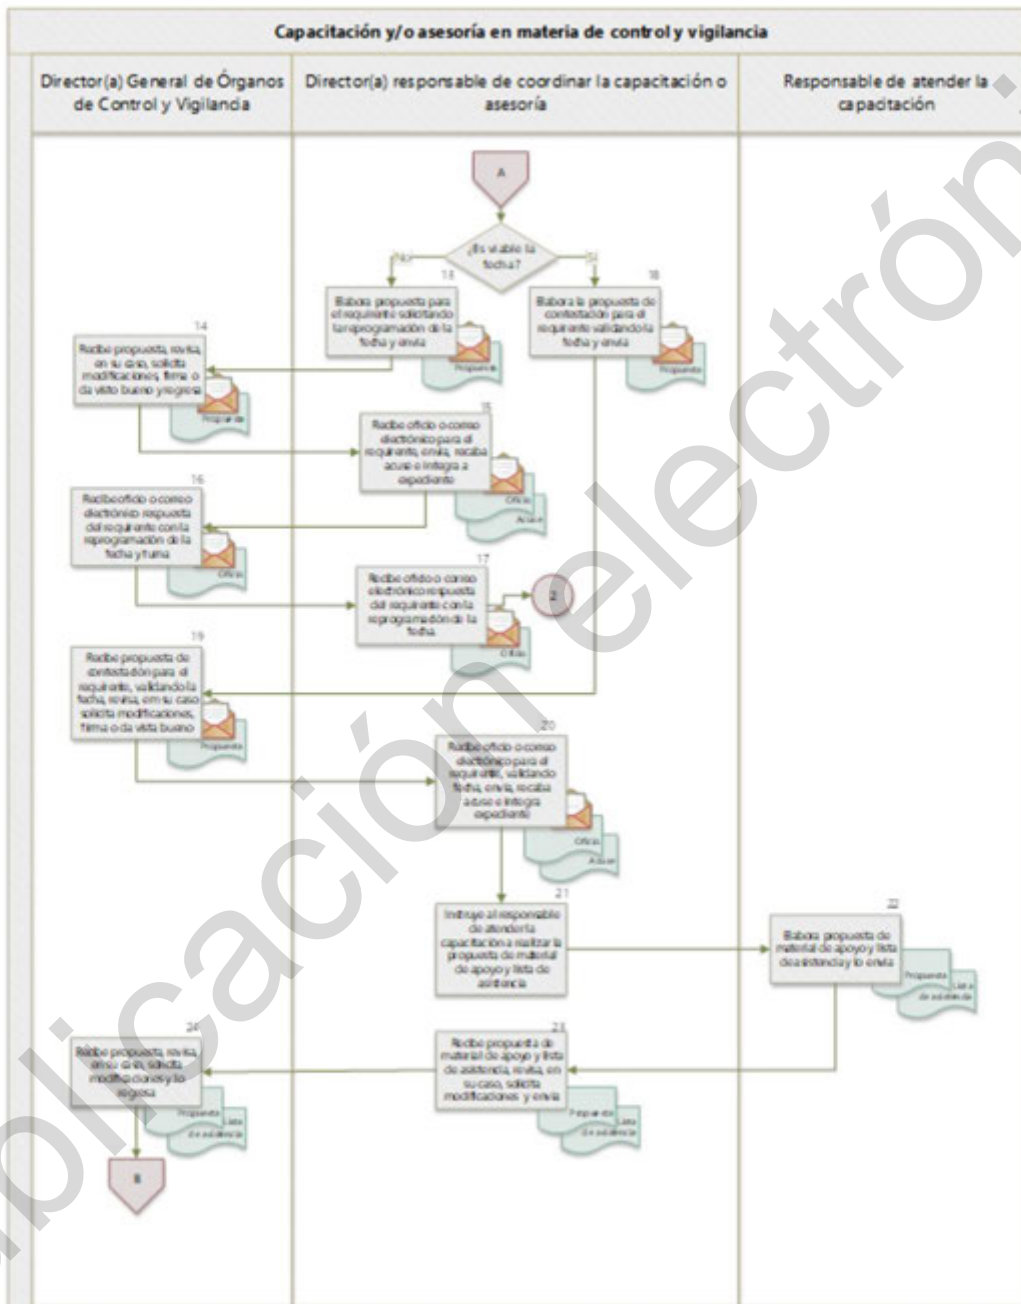 Capacitación y/o asesoría en materia de control y vigilancia
Director(a) General de Órganos
de Control y Vigilancia
Director(a) responsable de coordinar la capacitación o
asesoría
Responsable de atender la
capacitación
A
¿Es viable la
fecha?
No
Sí
13
Elabora propuesta para
el requirente solicitando
la reprogramación de la
fecha y envía
Propuesta
18
Elabora la propuesta de
contestación para el
requirente validando la
fecha y envía
Propuesta
14
Recibe propuesta, revisa,
en su caso, solicita
modificaciones, firma o
da visto bueno y regresa
Propuesta
15
Recibe oficio o correo
electrónico para el
requirente, envía, recaba
acuse e integra a
expediente
Oficio
Acuse
16
Recibe oficio o correo
electrónico respuesta
del requirente con la
reprogramación de la
fecha y turna
Oficio
17
Recibe oficio o correo
electrónico respuesta
del requirente con la
reprogramación de la
fecha.
Oficio
2
19
Recibe propuesta de
contestación para el
requirente, validando la
fecha, revisa, em su caso
solicita modificaciones,
firma o da vista bueno
Propuesta
20
Recibe oficio o correo
electrónico para el
requirente, validando
fecha, envía, recaba
acuse e integra
expediente
Oficio
Acuse
21
Instruye al responsable
de atender la
capacitación a realizar la
propuesta de material
de apoyo y lista de
asistencia
22
Elabora propuesta de
material de apoyo y lista
de asistencia y lo envía
Propuesta
Lista
de asistencia
23
Recibe propuesta de
material de apoyo y lista
de asistencia, revisa, en
su caso, solicita
modificaciones y envía
Propuesta
Lista
de asistencia
24
Recibe propuesta, revisa,
en su caso, solicita
modificaciones y lo
regresa
Propuesta
Lista
de asistencia
B
blicación electróni